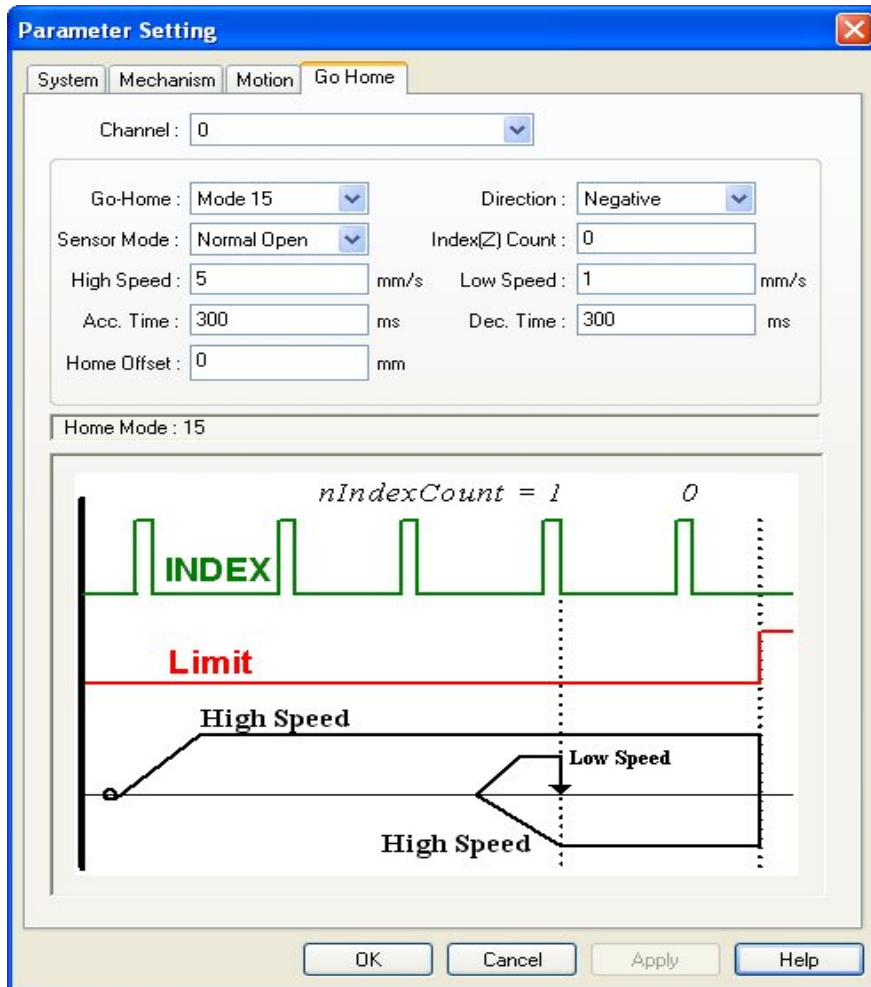 Parameter Setting
System Mechanism Motion Go Home
Channel : 0
Go-Home : Mode 15 Direction : Negative
Sensor Mode : Normal Open Index(Z) Count : 0
High Speed : 5 mm/s Low Speed : 1 mm/s
Acc. Time : 300 ms Dec. Time : 300 ms
Home Offset : 0 mm
Home Mode : 15
nIndexCount = 1 0
INDEX
Limit
High Speed
Low Speed
High Speed
OK Cancel Apply Help